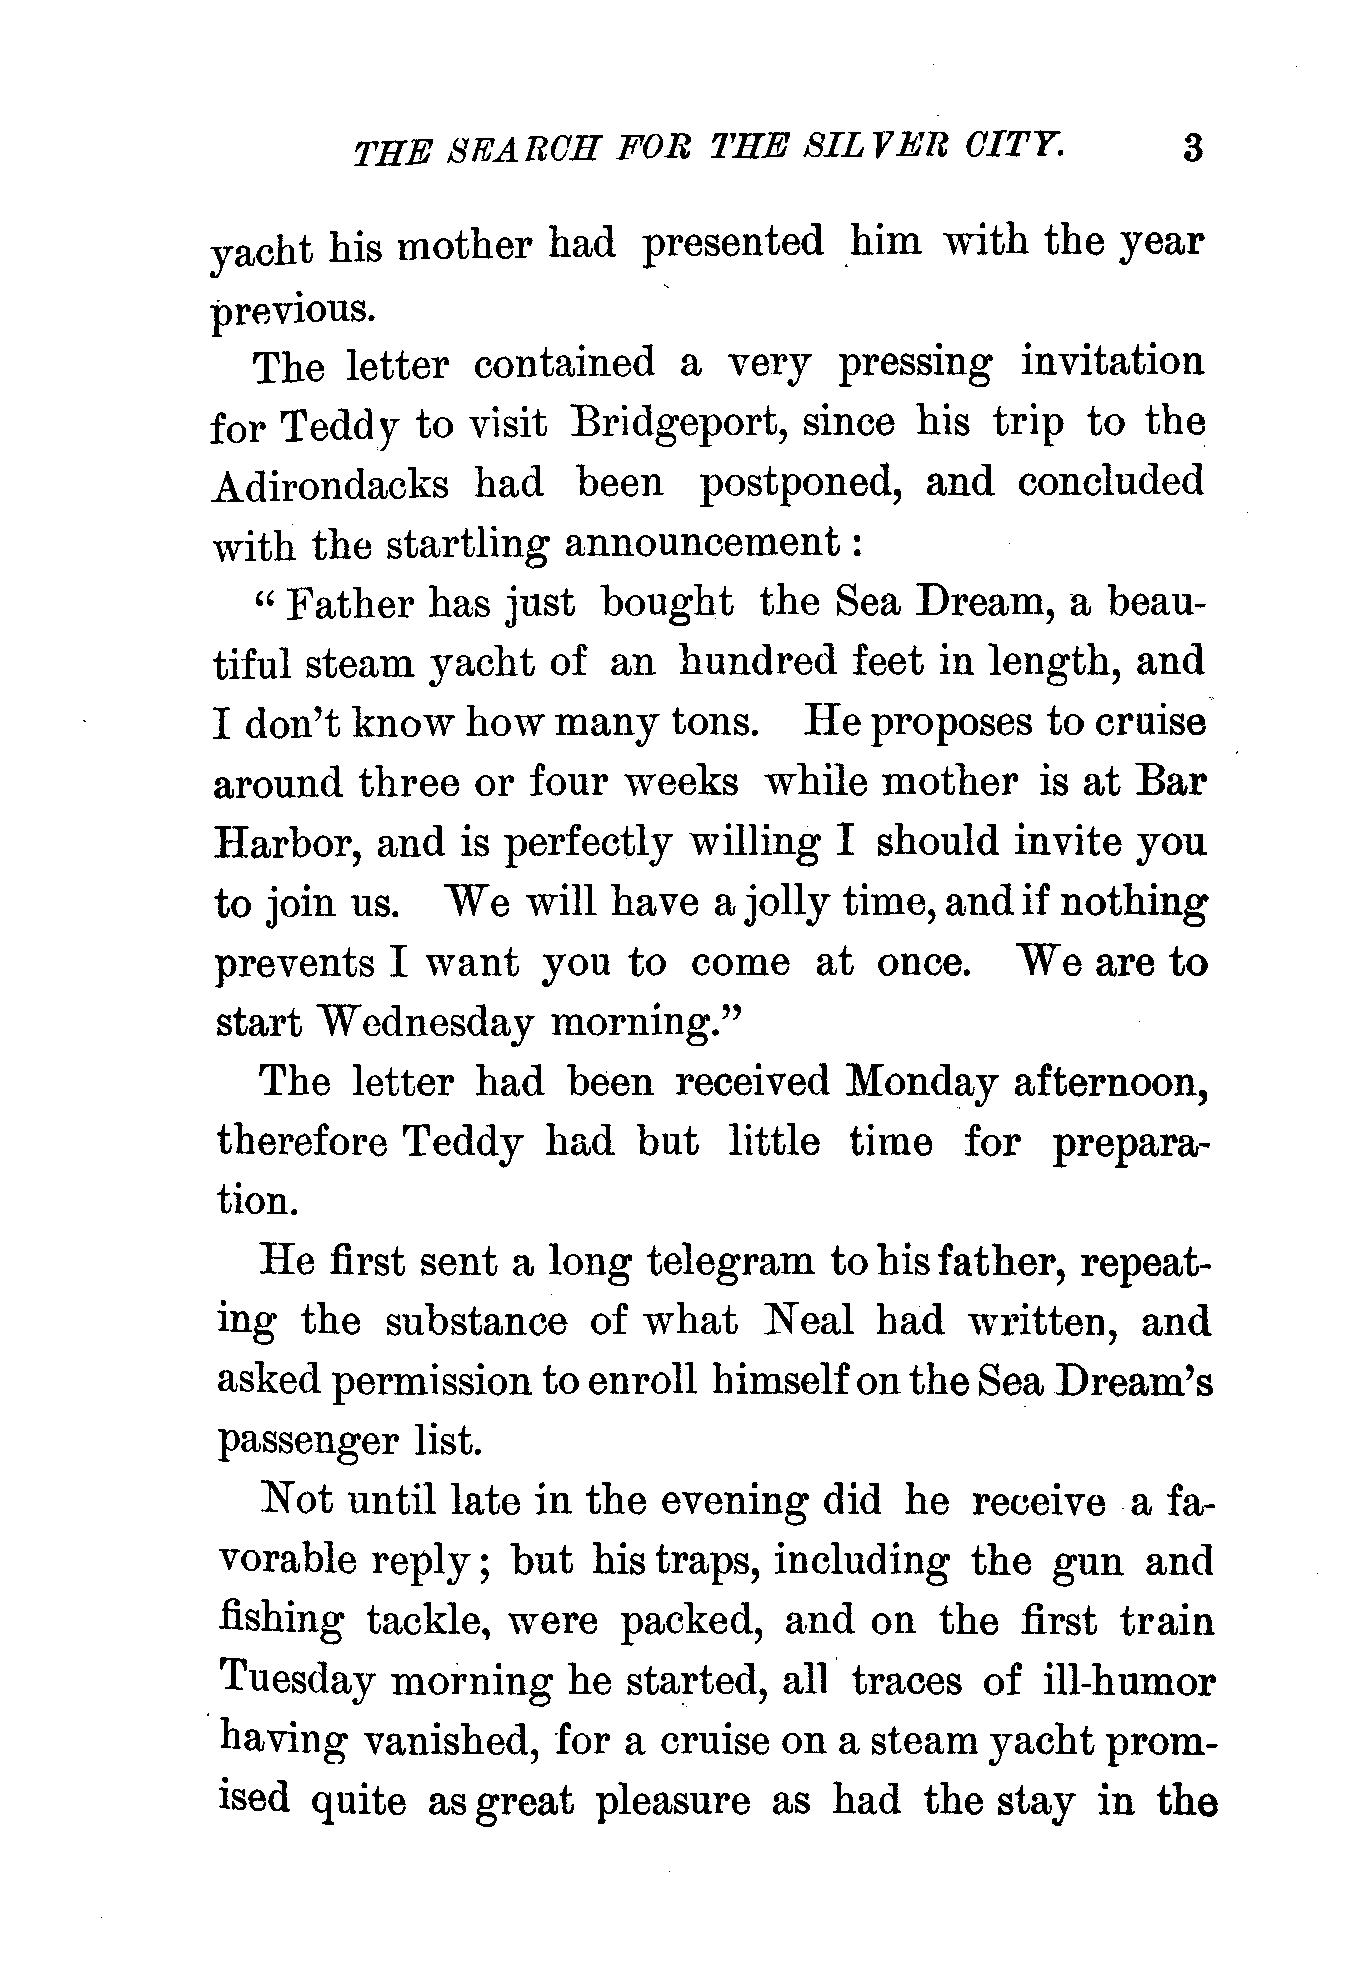 THE SEARCH FOR THE SILVER CITY. 3
yacht his mother had presented him with the year
previous.
The letter contained a very pressing invitation
for Teddy to visit Bridgeport, since his trip to the
Adirondacks had been postponed, and concluded
with the startling announcement :
“ Father has just bought the Sea Dream, a beau-
tiful steam yacht of an hundred feet in length, and
I don’t know how many tons. He proposes to cruise
around three or four weeks while mother is at Bar
Harbor, and is perfectly willing I should invite you
to join us. We will have a jolly time, and if nothing
prevents I want you to come at once. We are to
start Wednesday morning.”
The letter had been received Monday afternoon,
therefore Teddy had but little time for prepara-
tion.
He first sent a long telegram to his father, repeat-
ing the substance of what Neal had written, and
asked permission to enroll himself on the Sea Dream’s
passenger list.
Not until late in the evening did he receive a fa-
vorable reply ; but his traps, including the gun and
fishing tackle, were packed, and on the first train
Tuesday morning he started, all traces of ill-humor
having vanished, for a cruise on a steam yacht prom-
ised quite as great pleasure as had the stay in the